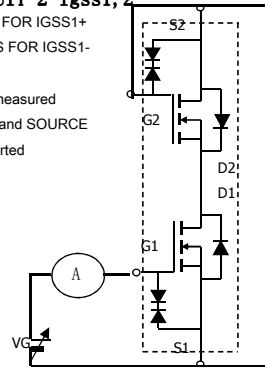 FOR IGSS1+
S FOR IGSS1-
measured
and SOURCE
rted
S2
G2
D2
D1
G1
A
VG
S1